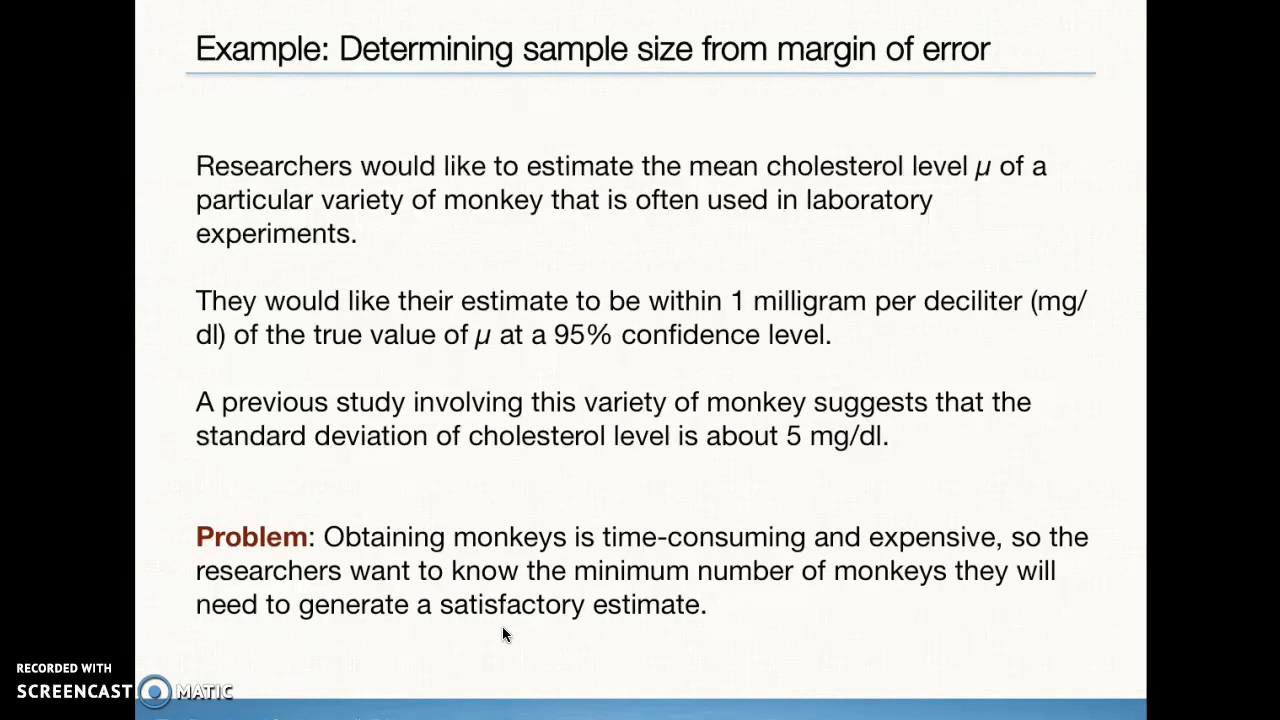 Example: Determining sample size from margin of error
Researchers would like to estimate the mean cholesterol level μ of a
particular variety of monkey that is often used in laboratory
experiments.
They would like their estimate to be within 1 milligram per deciliter (mg/
dl) of the true value of μ at a 95% confidence level.
A previous study involving this variety of monkey suggests that the
standard deviation of cholesterol level is about 5 mg/dl.
Problem: Obtaining monkeys is time-consuming and expensive, so the
researchers want to know the minimum number of monkeys they will
need to generate a satisfactory estimate.
RECORDED WITH
SCREENCAST MATIC